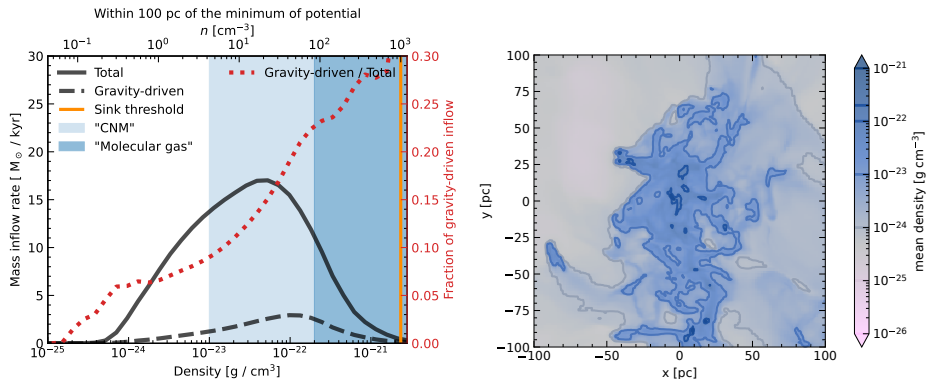 Within 100 pc of the minimum of potential
n [cm⁻³]
10⁻¹ 10⁰ 10¹ 10² 10³
30 25 20 15 10 5 0
Mass inflow rate [ M⊙ / kyr]
Total
Gravity-driven
Sink threshold
"CNM"
"Molecular gas"
Gravity-driven / Total
0.30 0.25 0.20 0.15 0.10 0.05 0.00
Fraction of gravity-driven inflow
10⁻²⁵ 10⁻²⁴ 10⁻²³ 10⁻²² 10⁻²¹
Density [g / cm³]
100 75 50 25 0 −25 −50 −75 −100
y [pc]
−100 −50 0 50 100
x [pc]
10⁻²¹ 10⁻²² 10⁻²³ 10⁻²⁴ 10⁻²⁵ 10⁻²⁶
mean density [g cm⁻³]